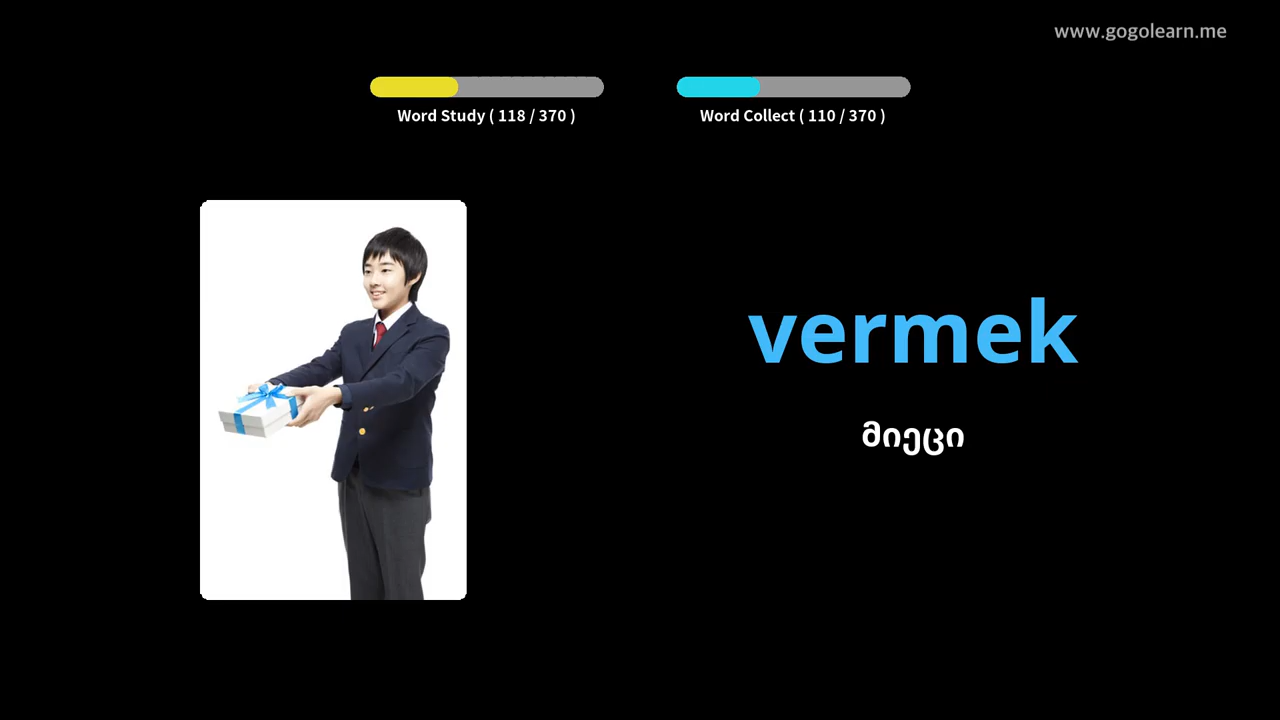 www.gogolearn.me
Word Study ( 118 / 370 )
Word Collect ( 110 / 370 )
vermek
მიეცი